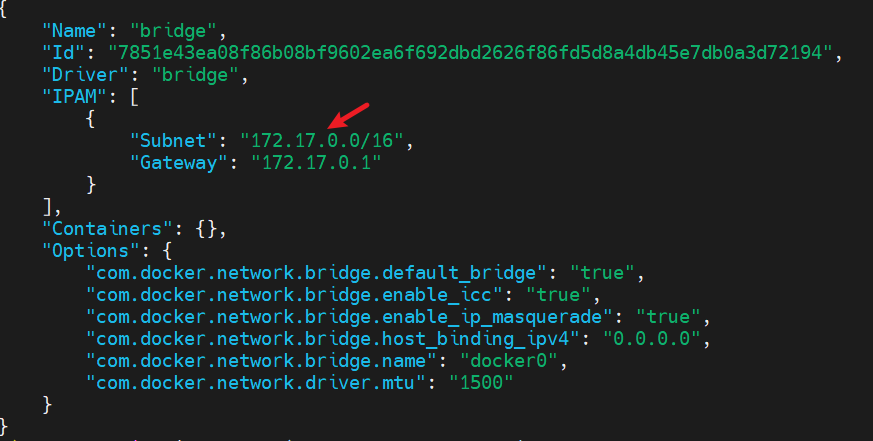 {
    "Name": "bridge",
    "Id": "7851e43ea08f86b08bf9602ea6f692dbd2626f86fd5d8a4db45e7db0a3d72194",
    "Driver": "bridge",
    "IPAM": [
        {
            "Subnet": "172.17.0.0/16",
            "Gateway": "172.17.0.1"
        }
    ],
    "Containers": {},
    "Options": {
        "com.docker.network.bridge.default_bridge": "true",
        "com.docker.network.bridge.enable_icc": "true",
        "com.docker.network.bridge.enable_ip_masquerade": "true",
        "com.docker.network.bridge.host_binding_ipv4": "0.0.0.0",
        "com.docker.network.bridge.name": "docker0",
        "com.docker.network.driver.mtu": "1500"
    }
}